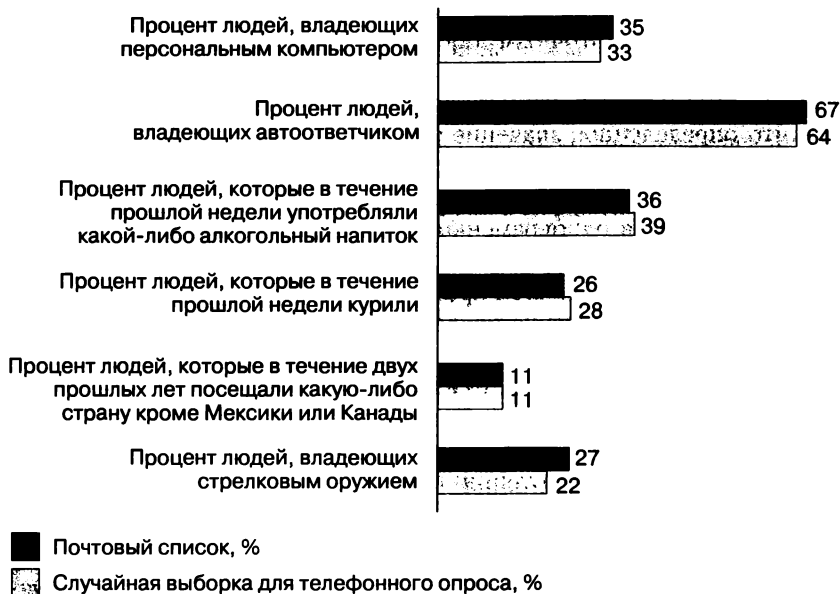 Процент людей, владеющих
персональным компьютером
35
33
Процент людей,
владеющих автоответчиком
67
64
Процент людей, которые в течение
прошлой недели употребляли
какой-либо алкогольный напиток
36
39
Процент людей, которые в течение
прошлой недели курили
26
28
Процент людей, которые в течение двух
прошлых лет посещали какую-либо
страну кроме Мексики или Канады
11
11
Процент людей, владеющих
стрелковым оружием
27
22
Почтовый список, %
Случайная выборка для телефонного опроса, %